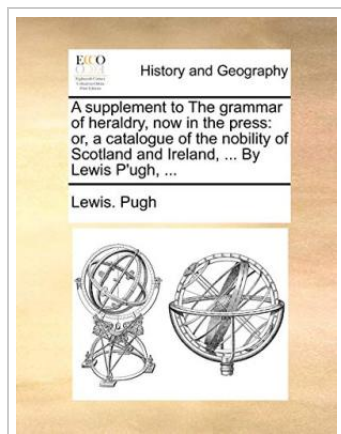 ECCO
History and Geography
A supplement to The grammar
of heraldry, now in the press:
or, a catalogue of the nobility of
Scotland and Ireland, ... By
Lewis P'ugh, ...
Lewis. Pugh